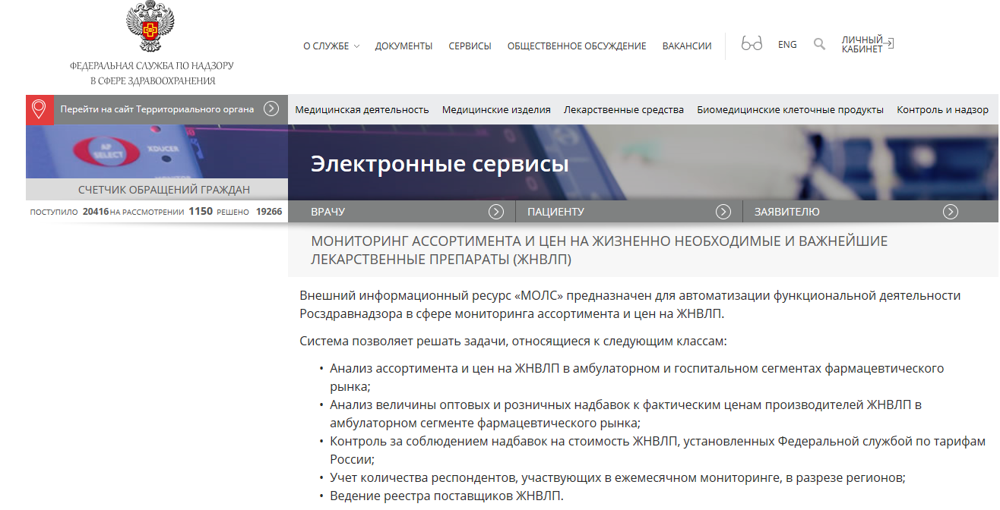 ФЕДЕРАЛЬНАЯ СЛУЖБА ПО НАДЗОРУ
В СФЕРЕ ЗДРАВООХРАНЕНИЯ
О СЛУЖБЕ ДОКУМЕНТЫ СЕРВИСЫ ОБЩЕСТВЕННОЕ ОБСУЖДЕНИЕ ВАКАНСИИ ENG ЛИЧНЫЙ
КАБИНЕТ
Перейти на сайт Территориального органа
Медицинская деятельность Медицинские изделия Лекарственные средства Биомедицинские клеточные продукты Контроль и надзор
AP
SELECT
XDUCER
Электронные сервисы
СЧЕТЧИК ОБРАЩЕНИЙ ГРАЖДАН
ПОСТУПИЛО 20416 НА РАССМОТРЕНИИ 1150 РЕШЕНО 19266
ВРАЧУ ПАЦИЕНТУ ЗАЯВИТЕЛЮ
МОНИТОРИНГ АССОРТИМЕНТА И ЦЕН НА ЖИЗНЕННО НЕОБХОДИМЫЕ И ВАЖНЕЙШИЕ
ЛЕКАРСТВЕННЫЕ ПРЕПАРАТЫ (ЖНВЛП)
Внешний информационный ресурс «МОЛС» предназначен для автоматизации функциональной деятельности
Росздравнадзора в сфере мониторинга ассортимента и цен на ЖНВЛП.
Система позволяет решать задачи, относящиеся к следующим классам:
• Анализ ассортимента и цен на ЖНВЛП в амбулаторном и госпитальном сегментах фармацевтического
рынка;
• Анализ величины оптовых и розничных надбавок к фактическим ценам производителей ЖНВЛП в
амбулаторном сегменте фармацевтического рынка;
• Контроль за соблюдением надбавок на стоимость ЖНВЛП, установленных Федеральной службой по тарифам
России;
• Учет количества респондентов, участвующих в ежемесячном мониторинге, в разрезе регионов;
• Ведение реестра поставщиков ЖНВЛП.